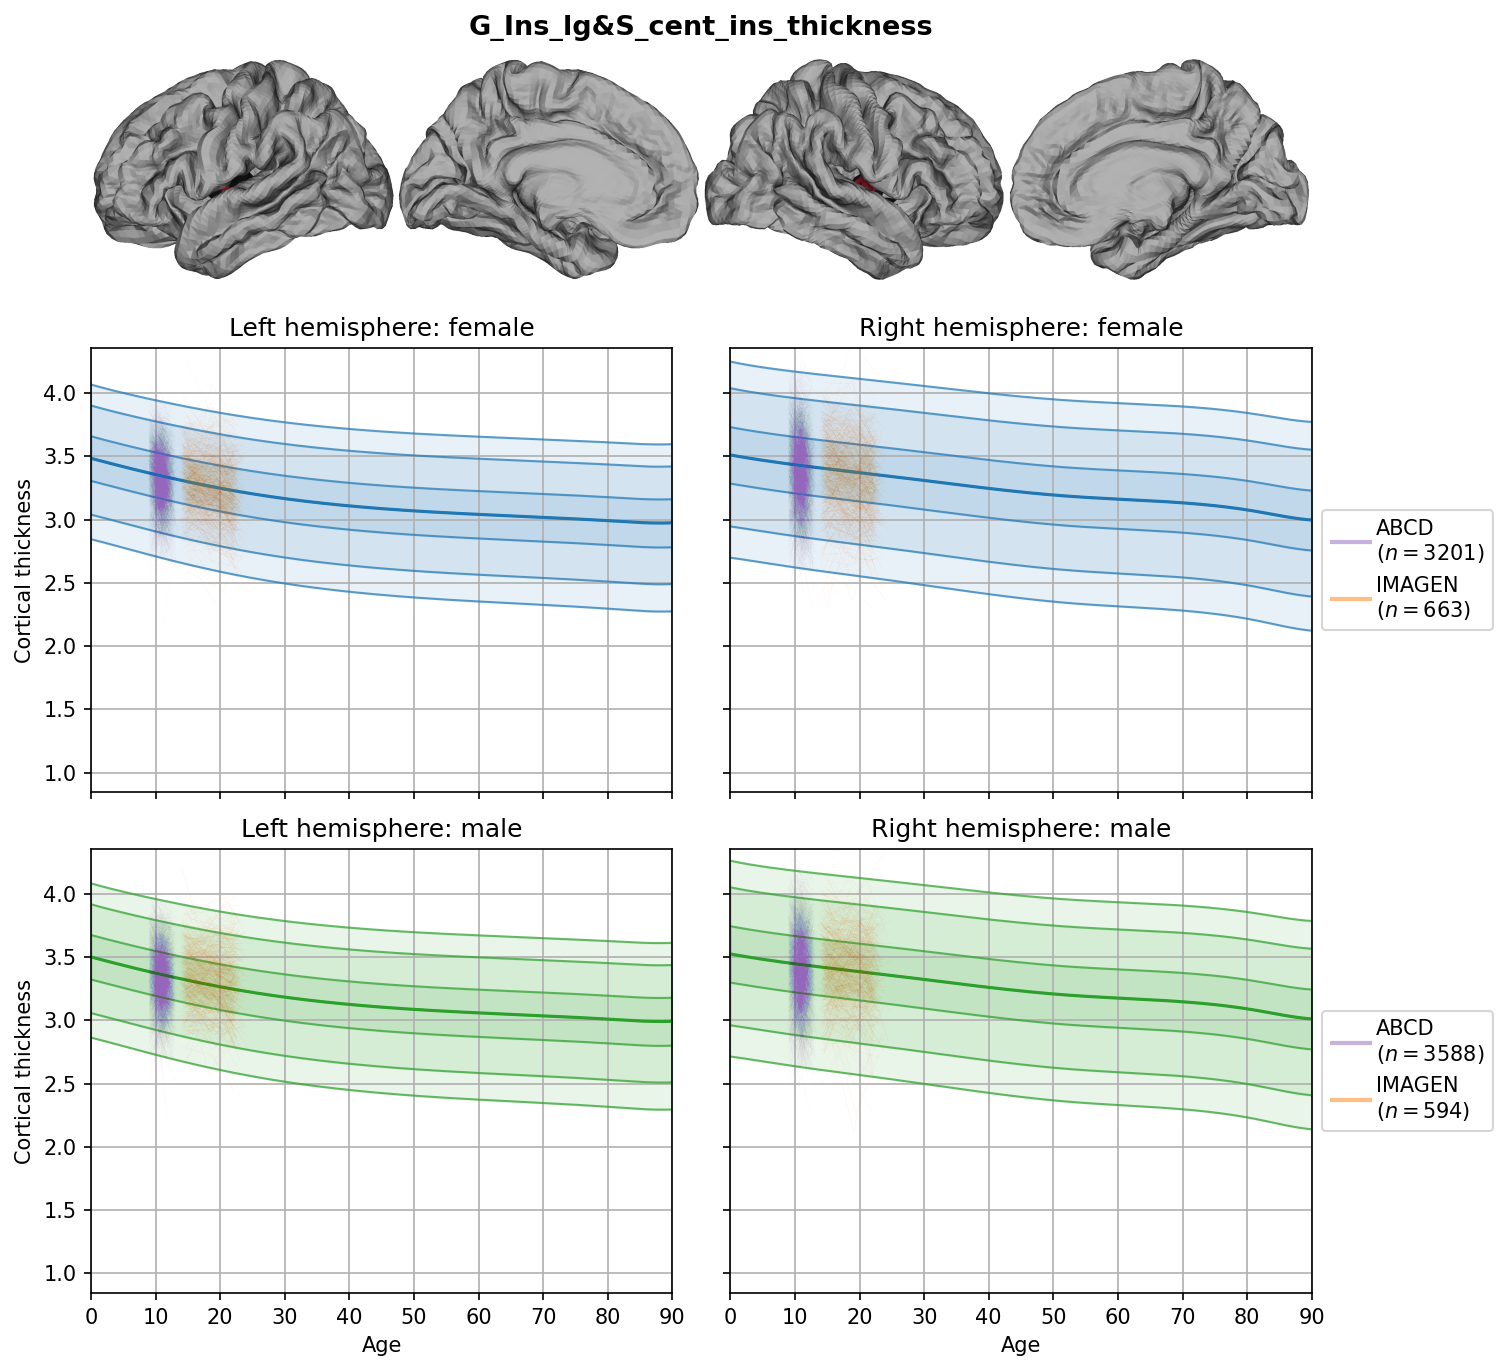 G_Ins_lg&S_cent_ins_thickness
Left hemisphere: female
Right hemisphere: female
Cortical thickness
4.0
3.5
3.0
2.5
2.0
1.5
1.0
ABCD
(n = 3201)
IMAGEN
(n = 663)
Left hemisphere: male
Right hemisphere: male
Cortical thickness
4.0
3.5
3.0
2.5
2.0
1.5
1.0
0 10 20 30 40 50 60 70 80 90
Age
0 10 20 30 40 50 60 70 80 90
Age
ABCD
(n = 3588)
IMAGEN
(n = 594)